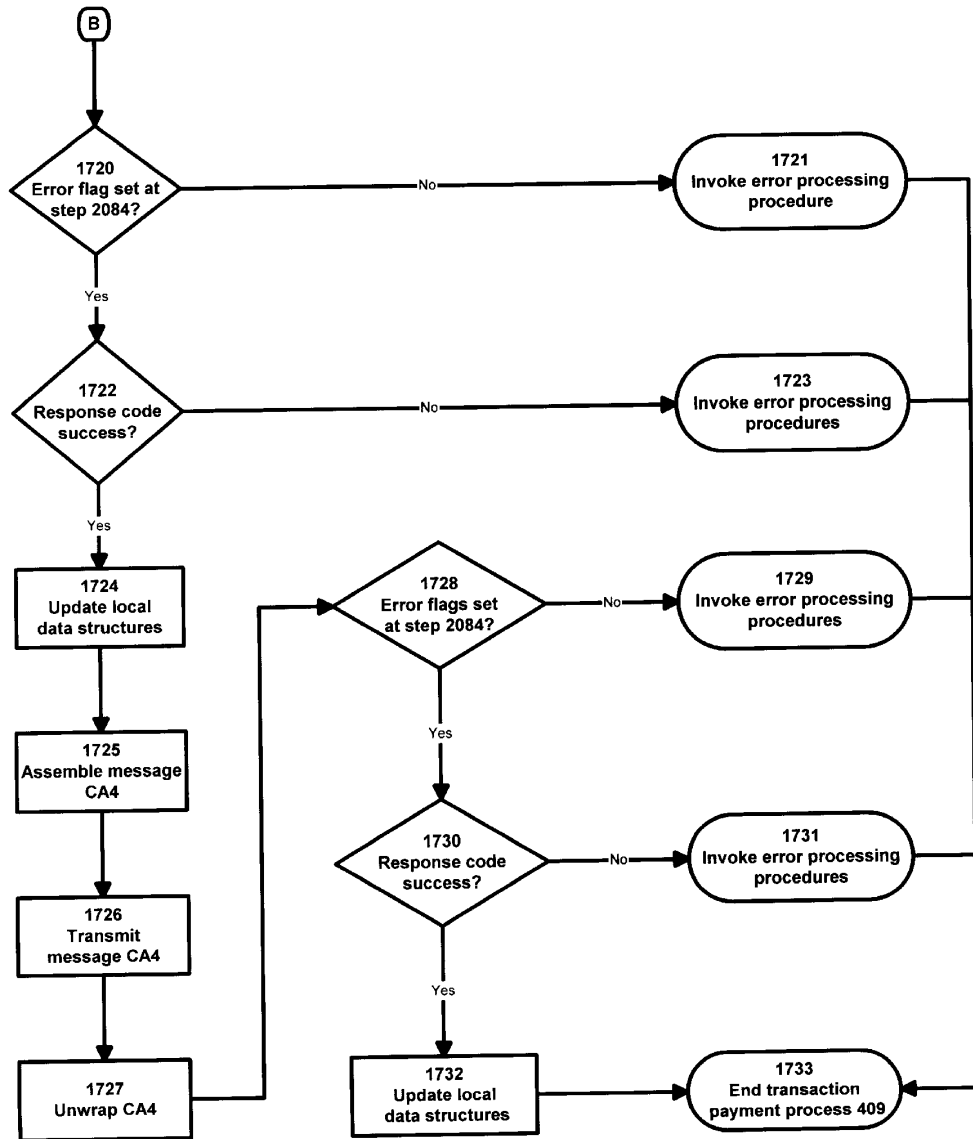 B
1720
Error flag set at
step 2084?
No
1721
Invoke error processing
procedure
Yes
1722
Response code
success?
No
1723
Invoke error processing
procedures
Yes
1724
Update local
data structures
1725
Assemble message
CA4
1726
Transmit
message CA4
1727
Unwrap CA4
1728
Error flags set
at step 2084?
No
1729
Invoke error processing
procedures
Yes
1730
Response code
success?
No
1731
Invoke error processing
procedures
Yes
1732
Update local
data structures
1733
End transaction
payment process 409